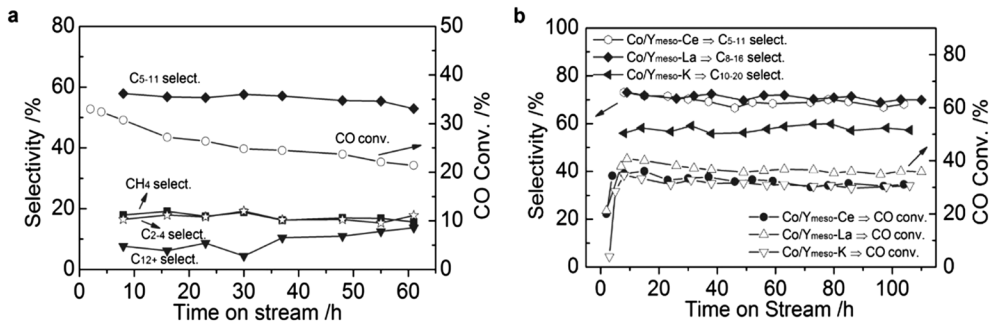 a
Selectivity /%
80
60
40
20
0
C5-11 select.
CO conv.
CH4 select.
C2-4 select.
C12+ select.
0 10 20 30 40 50 60
Time on Stream /h
50
40
30
20
10
0
CO Conv. /%
b
Selectivity /%
100
80
60
40
20
0
Co/Ymeso-Ce ⇒ C5-11 select.
Co/Ymeso-La ⇒ C8-16 select.
Co/Ymeso-K ⇒ C10-20 select.
Co/Ymeso-Ce ⇒ CO conv.
Co/Ymeso-La ⇒ CO conv.
Co/Ymeso-K ⇒ CO conv.
0 20 40 60 80 100
Time on Stream /h
80
60
40
20
0
CO Conv. /%